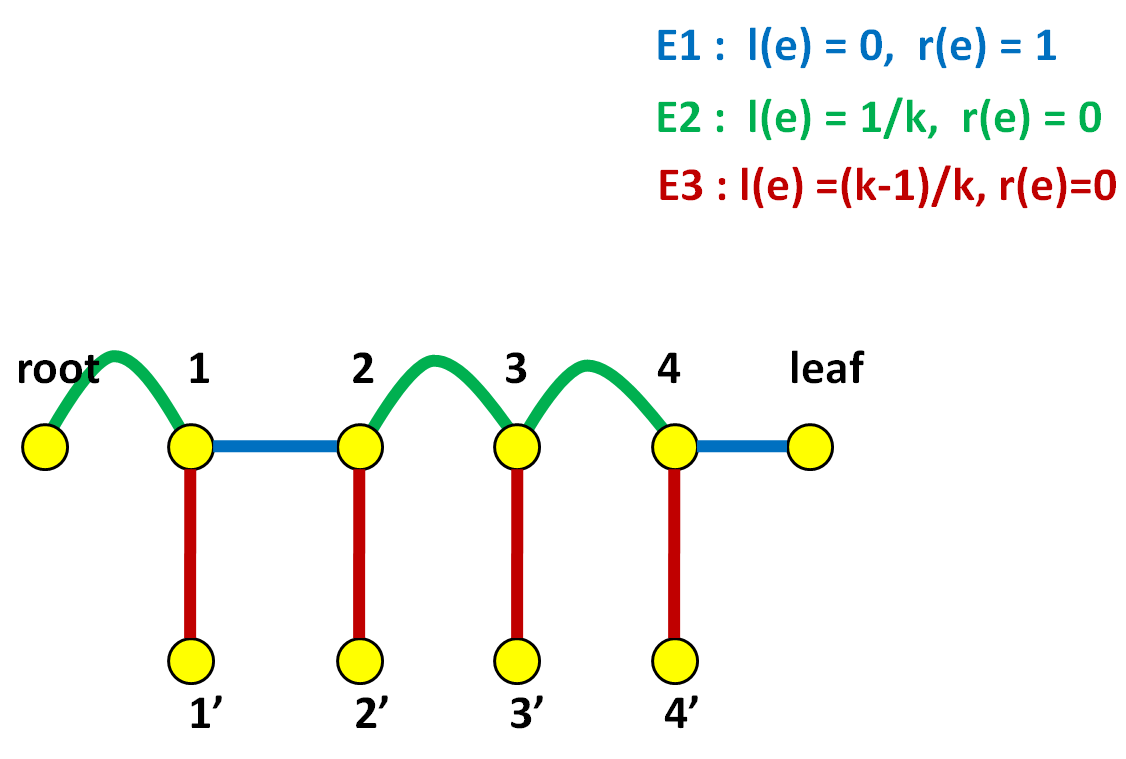 E1 : l(e) = 0, r(e) = 1
E2 : l(e) = 1/k, r(e) = 0
E3 : l(e) =(k-1)/k, r(e)=0
root 1 2 3 4 leaf
1’ 2’ 3’ 4’